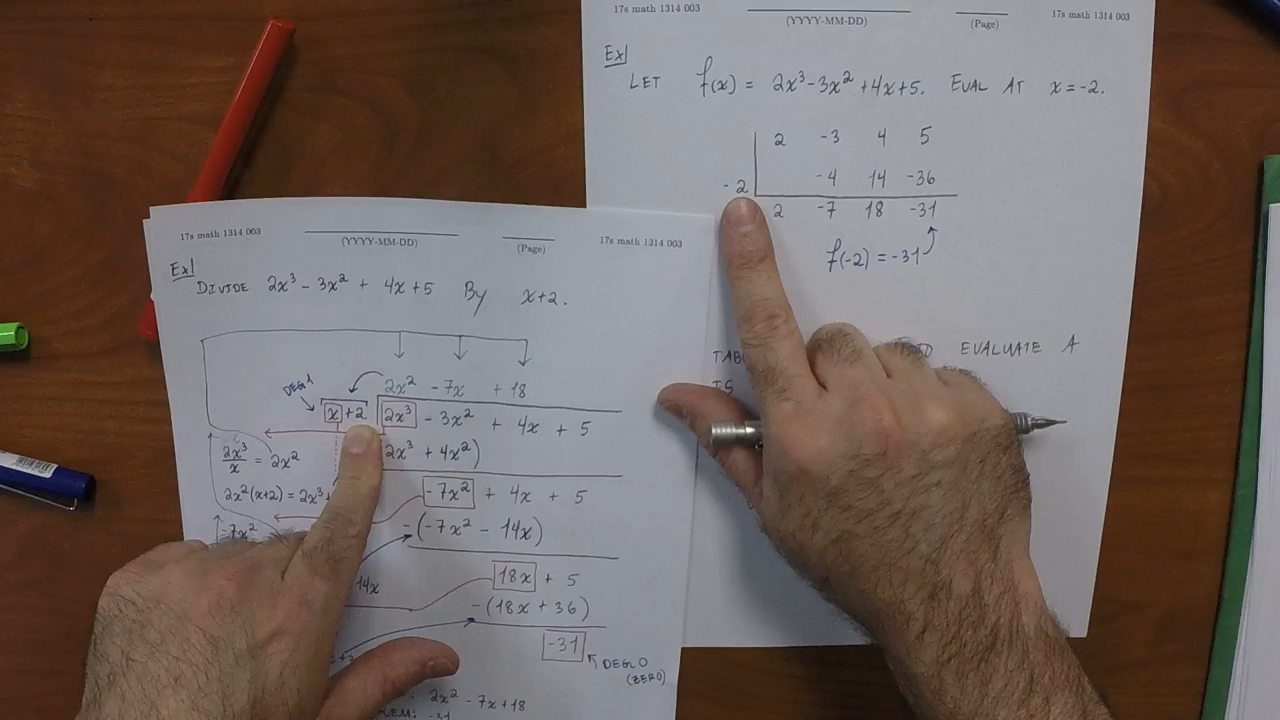 17s math 1314 003
(YYYY-MM-DD)
(Page)
17s math 1314 003
Ex1
LET f(x) = 2x³-3x²+4x+5. EVAL AT x=-2.
2 -3 4 5
-4 14 -36
-2
2 -7 18 -31
f(-2) = -31
EVALUATE A
17s math 1314 003
(YYYY-MM-DD)
(Page)
17s math 1314 003
Ex1
DIVIDE 2x³ - 3x² + 4x+5 By x+2.
DEG 1
2x² - 7x + 18
x+2 2x³ - 3x² + 4x + 5
2x³ + 4x²)
2x³/x = 2x²
2x²(x+2) = 2x³+
-7x² + 4x + 5
-7x²
-(-7x² - 14x)
14x
18x + 5
-(18x + 36)
-31
DEG 0
(ZERO)
2x² - 7x + 18
-31